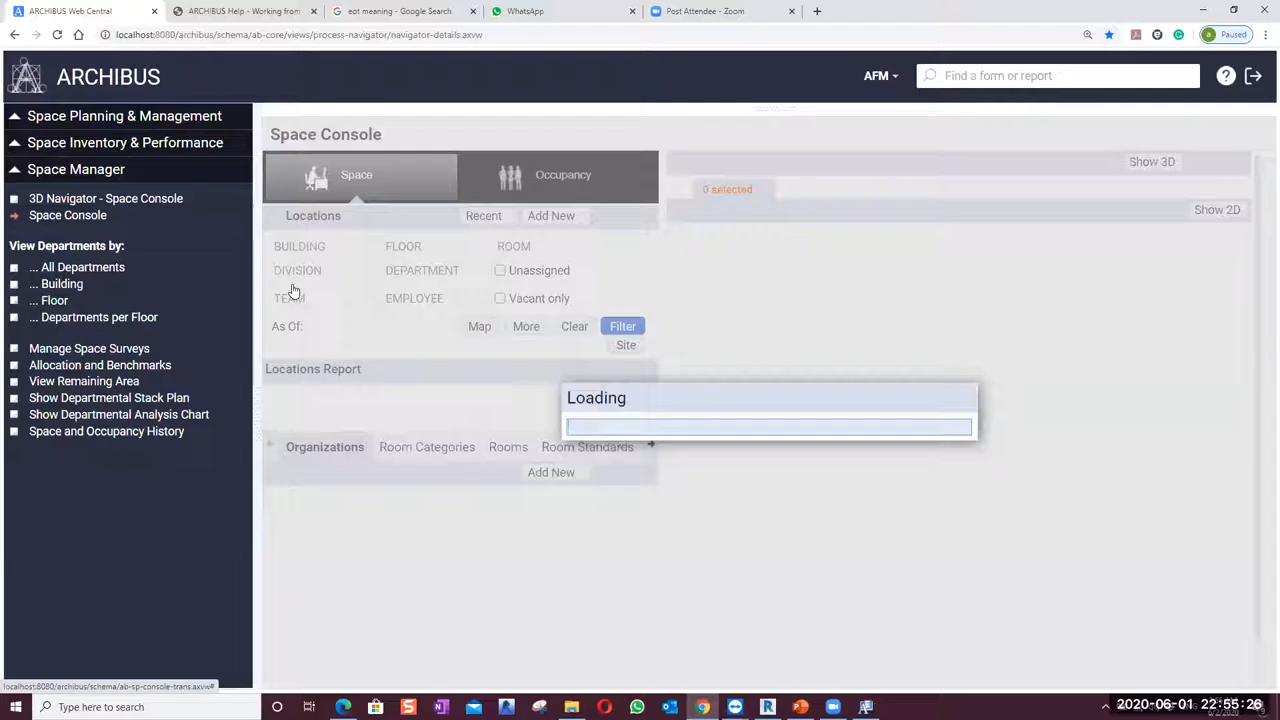 ARCHIBUS Web Central
ARCHIBUS Help - Working from
eot meaning - Google Search
WhatsApp
Post Attendee - Zoom
localhost:8080/archibus/schema/ab-core/views/process-navigator/navigator-details.axvw
a Paused
ARCHIBUS
AFM
Find a form or report
Space Planning & Management
Space Inventory & Performance
Space Manager
3D Navigator - Space Console
Space Console
View Departments by:
... All Departments
... Building
... Floor
... Departments per Floor
Manage Space Surveys
Allocation and Benchmarks
View Remaining Area
Show Departmental Stack Plan
Show Departmental Analysis Chart
Space and Occupancy History
Space Console
Space
Occupancy
Locations
Recent
Add New
BUILDING
FLOOR
ROOM
DIVISION
DEPARTMENT
Unassigned
TEAM
EMPLOYEE
Vacant only
As Of:
Map
More
Clear
Filter
Site
Locations Report
Organizations
Room Categories
Rooms
Room Standards
Add New
Show 3D
0 selected
Show 2D
Loading
localhost:8080/archibus/schema/ab-sp-console-trans.axvw#
Type here to search
2020-06-01 22:55:26